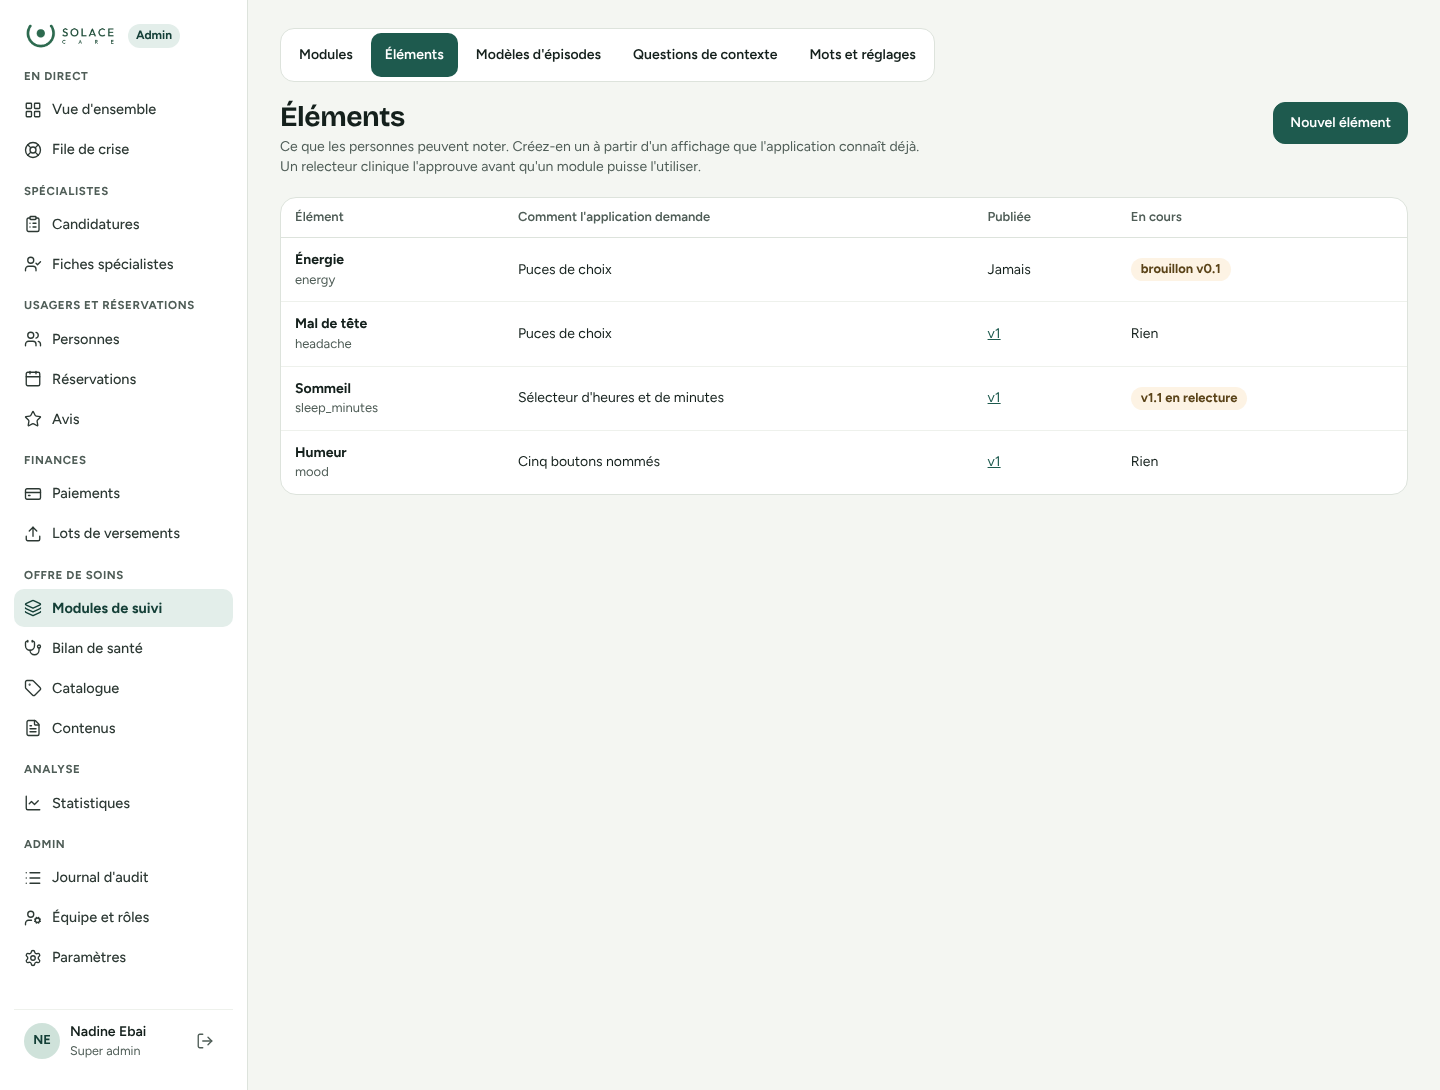 SOLACE
CARE
Admin
EN DIRECT
Vue d'ensemble
File de crise
SPÉCIALISTES
Candidatures
Fiches spécialistes
USAGERS ET RÉSERVATIONS
Personnes
Réservations
Avis
FINANCES
Paiements
Lots de versements
OFFRE DE SOINS
Modules de suivi
Bilan de santé
Catalogue
Contenus
ANALYSE
Statistiques
ADMIN
Journal d'audit
Équipe et rôles
Paramètres
NE
Nadine Ebai
Super admin
Modules Éléments Modèles d'épisodes Questions de contexte Mots et réglages
Éléments
Nouvel élément
Ce que les personnes peuvent noter. Créez-en un à partir d'un affichage que l'application connaît déjà.
Un relecteur clinique l'approuve avant qu'un module puisse l'utiliser.
Élément Comment l'application demande Publiée En cours
Énergie
energy
Puces de choix Jamais brouillon v0.1
Mal de tête
headache
Puces de choix v1 Rien
Sommeil
sleep_minutes
Sélecteur d'heures et de minutes v1 v1.1 en relecture
Humeur
mood
Cinq boutons nommés v1 Rien